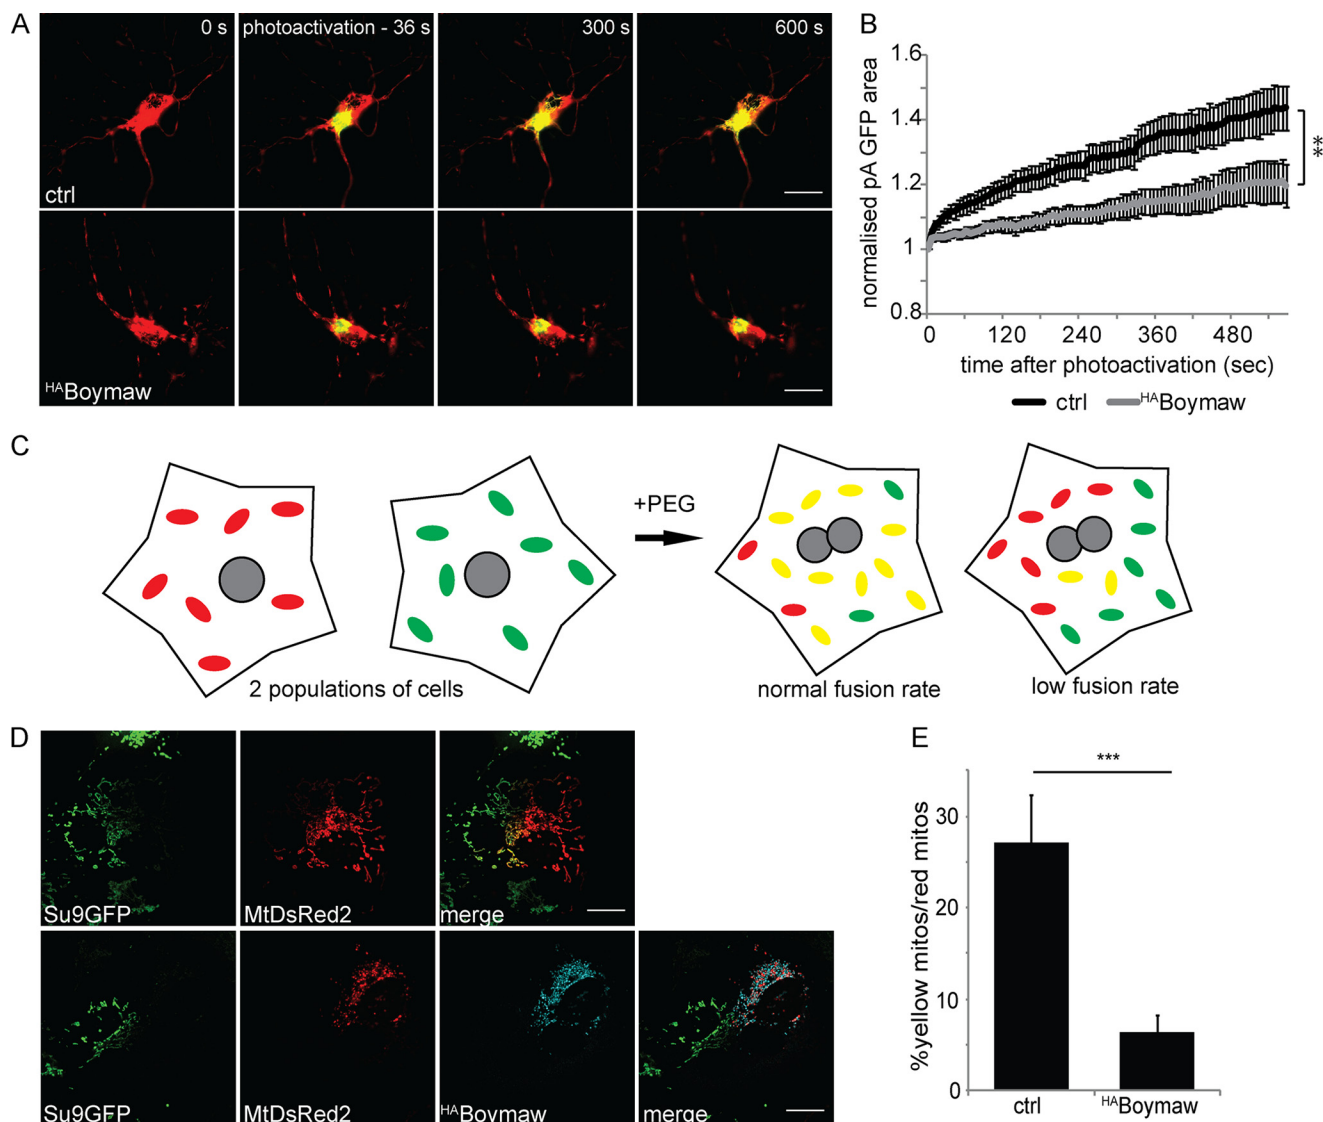 A
0 s
photoactivation - 36 s
300 s
600 s
ctrl
HABoymaw
B
normalised pA GFP area
1.6
1.4
1.2
1
0.8
0
120
240
360
480
time after photoactivation (sec)
**
ctrl
HABoymaw
C
+PEG
2 populations of cells
normal fusion rate
low fusion rate
D
Su9GFP
MtDsRed2
merge
Su9GFP
MtDsRed2
HABoymaw
merge
E
***
%yellow mitos/red mitos
30
20
10
0
ctrl
HABoymaw